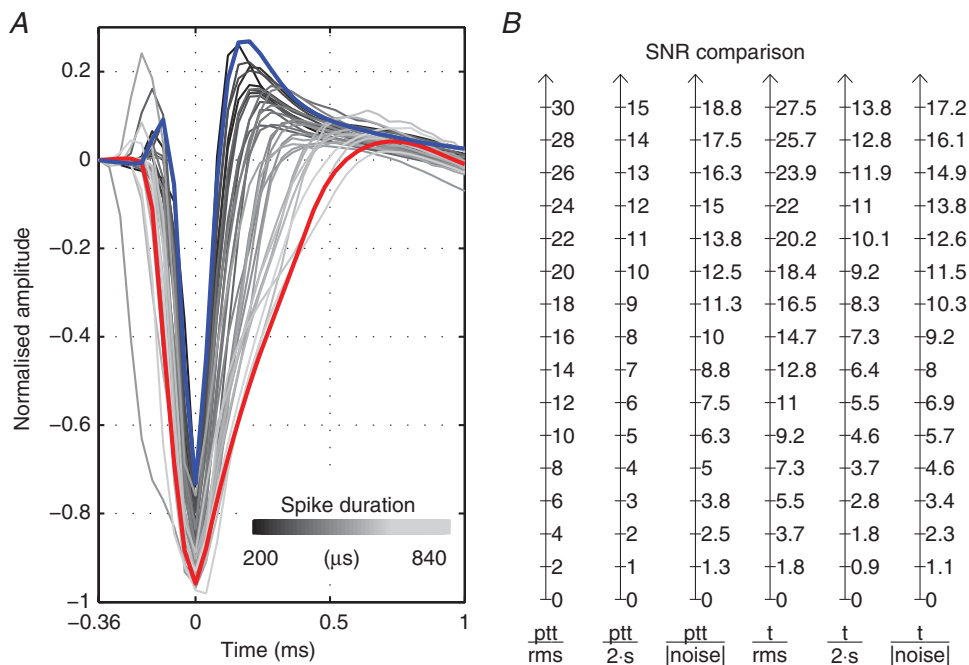 A
Normalised amplitude
0.2
0
−0.2
−0.4
−0.6
−0.8
−1
−0.36
0
0.5
1
Time (ms)
Spike duration
200 (µs) 840
B
SNR comparison
30 15 18.8 27.5 13.8 17.2
28 14 17.5 25.7 12.8 16.1
26 13 16.3 23.9 11.9 14.9
24 12 15 22 11 13.8
22 11 13.8 20.2 10.1 12.6
20 10 12.5 18.4 9.2 11.5
18 9 11.3 16.5 8.3 10.3
16 8 10 14.7 7.3 9.2
14 7 8.8 12.8 6.4 8
12 6 7.5 11 5.5 6.9
10 5 6.3 9.2 4.6 5.7
8 4 5 7.3 3.7 4.6
6 3 3.8 5.5 2.8 3.4
4 2 2.5 3.7 1.8 2.3
2 1 1.3 1.8 0.9 1.1
0 0 0 0 0 0
ptt ptt ptt t t t
rms 2·s |noise| rms 2·s |noise|